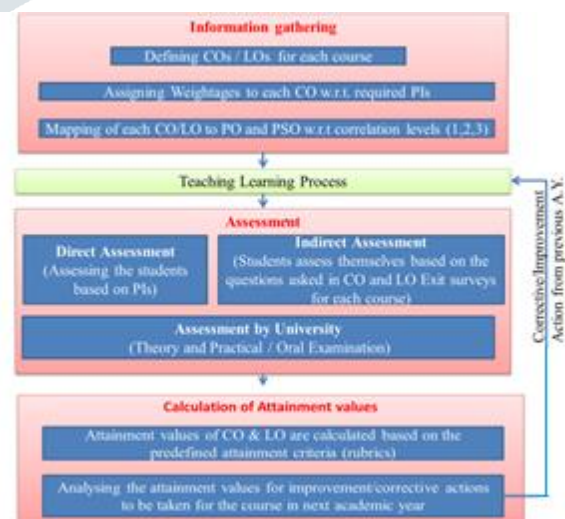 Information gathering
Defining COs / LOs for each course
Assigning Weightages to each CO w.r.t. required PIs
Mapping of each CO/LO to PO and PSO w.r.t correlation levels (1,2,3)
Teaching Learning Process
Assessment
Direct Assessment
(Assessing the students
based on PIs)
Indirect Assessment
(Students assess themselves based on the
questions asked in CO and LO Exit surveys
for each course)
Assessment by University
(Theory and Practical / Oral Examination)
Corrective/Improvement
Action from previous A.Y.
Calculation of Attainment values
Attainment values of CO & LO are calculated based on the
predefined attainment criteria (rubrics)
Analysing the attainment values for improvement/corrective actions
to be taken for the course in next academic year